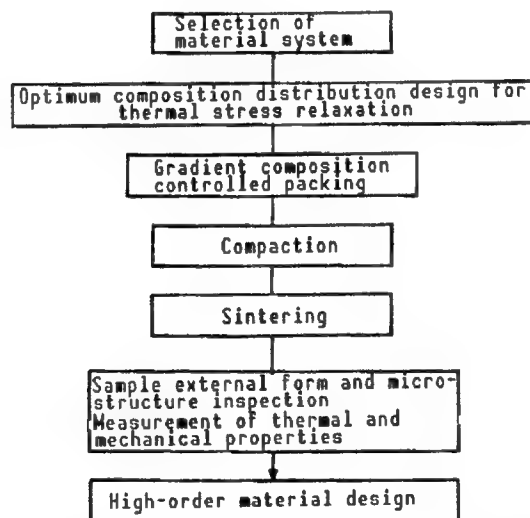 Selection of
material system
Optimum composition distribution design for
thermal stress relaxation
Gradient composition
controlled packing
Compaction
Sintering
Sample external form and micro-
structure inspection
Measurement of thermal and
mechanical properties
High-order material design